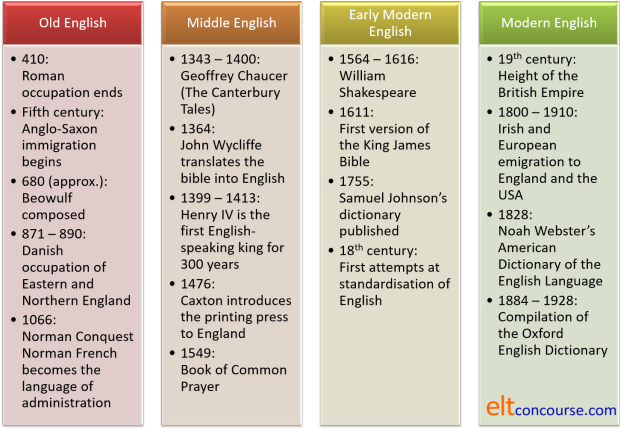 Old English
• 410:
Roman
occupation ends
• Fifth century:
Anglo-Saxon
immigration
begins
• 680 (approx.):
Beowulf
composed
• 871 – 890:
Danish
occupation of
Eastern and
Northern England
• 1066:
Norman Conquest
Norman French
becomes the
language of
administration
Middle English
• 1343 – 1400:
Geoffrey Chaucer
(The Canterbury
Tales)
• 1364:
John Wycliffe
translates the
bible into English
• 1399 – 1413:
Henry IV is the
first English-
speaking king for
300 years
• 1476:
Caxton introduces
the printing press
to England
• 1549:
Book of Common
Prayer
Early Modern
English
• 1564 – 1616:
William
Shakespeare
• 1611:
First version of
the King James
Bible
• 1755:
Samuel Johnson’s
dictionary
published
• 18th century:
First attempts at
standardisation of
English
Modern English
• 19th century:
Height of the
British Empire
• 1800 – 1910:
Irish and
European
emigration to
England and the
USA
• 1828:
Noah Webster’s
American
Dictionary of the
English Language
• 1884 – 1928:
Compilation of
the Oxford
English Dictionary
eltconcourse.com